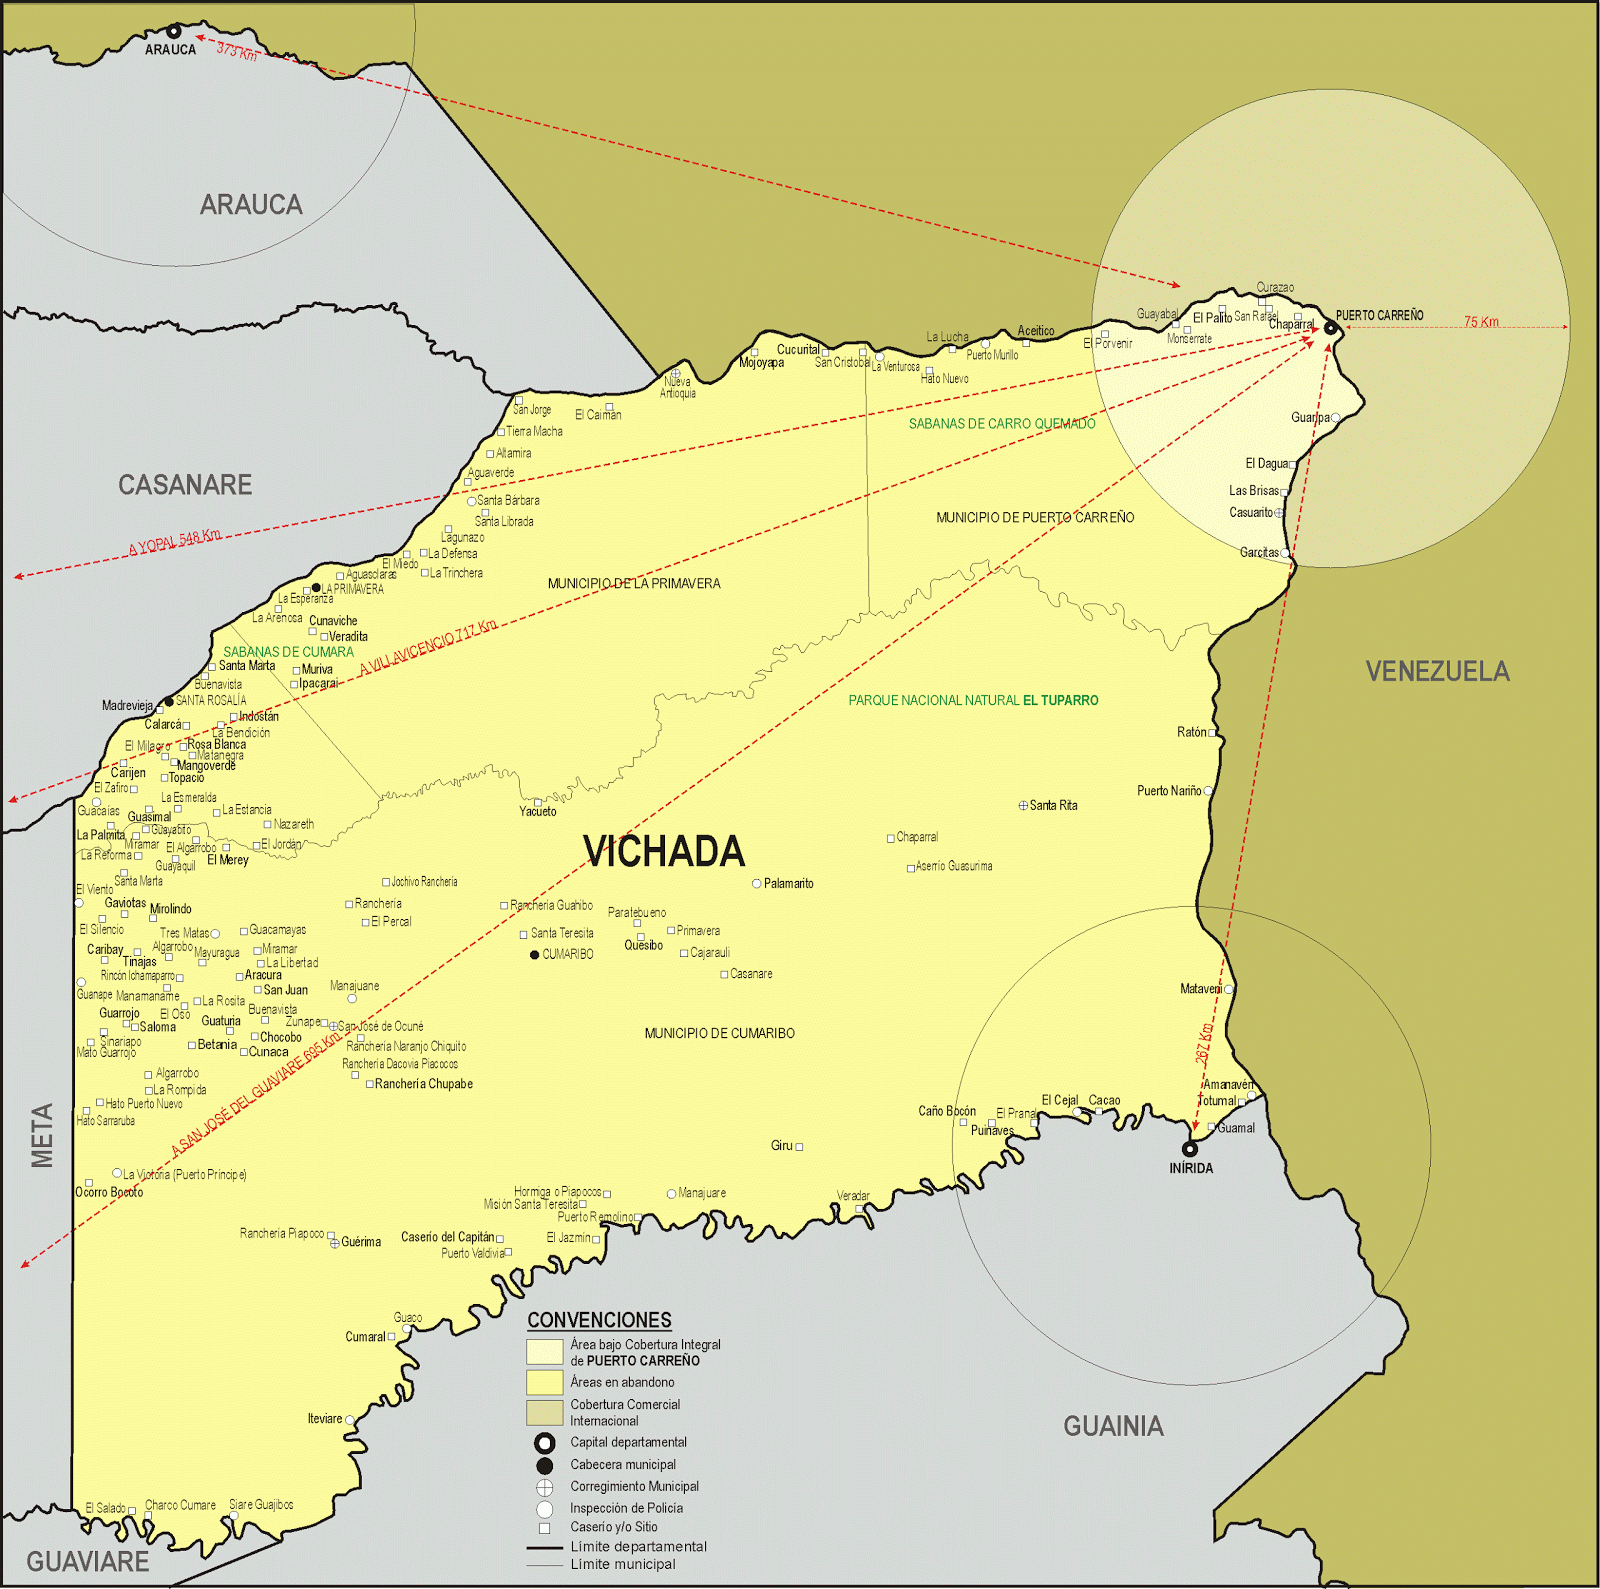 ARAUCA
373 Km
ARAUCA
Curazao
Guayabal
El Palito
San Rafael
Chaparral
PUERTO CARREÑO
75 Km
Monserrate
El Porvenir
Aceitico
La Lucha
Puerto Murillo
Cucurital
Mojoyapa
San Cristobal
La Venturosa
Hato Nuevo
Nueva
Antioquia
San Jorge
El Caiman
Guaripa
SABANAS DE CARRO QUEMADO
Tierra Macha
Altamira
El Dagua
Aguaverde
CASANARE
Las Brisas
Santa Bárbara
Casuarito
Santa Librada
MUNICIPIO DE PUERTO CARREÑO
Lagunazo
A YOPAL 548 Km
La Defensa
El Miedo
Garcitas
La Trinchera
Aguasclaras
MUNICIPIO DE LA PRIMAVERA
LA PRIMAVERA
La Esperanza
La Arenosa
Cunaviche
Veradita
A VILLAVICENCIO 717 Km
SABANAS DE CUMARA
Santa Marta
Muriva
VENEZUELA
Buenavista
Ipacarai
SANTA ROSALÍA
PARQUE NACIONAL NATURAL EL TUPARRO
Madrevieja
Indostán
Calarcá
La Bendición
Ratón
El Milagro
Rosa Blanca
Matanegra
Mangoverde
Carijen
Topacio
El Zafiro
Puerto Nariño
La Esmeralda
Santa Rita
Guacaías
Guasimal
La Estancia
Yacueto
Nazareth
La Palmita
Guayabito
Miramar
El Algarrobo
El Jordán
Chaparral
VICHADA
La Reforma
Guayaquil
El Merey
Aserrío Guasurima
Santa Marta
Jochivo Ranchería
Palamarito
El Viento
Gaviotas
Mirolindo
Ranchería
Ranchería Guahibo
Paratebueno
El Percal
El Silencio
Tres Matas
Guacamayas
Santa Teresita
Primavera
Quesibo
Caribay
Algarrobo
Mayuragua
Miramar
CUMARIBO
Cajarauli
Tinajas
La Libertad
Rincón Ichamaparro
Aracura
Casanare
Guanape
Manamaname
San Juan
Manajuane
Mataveni
La Rosita
Buenavista
Guarrojo
El Oso
Guaturia
Zunape
San José de Ocuné
Saloma
MUNICIPIO DE CUMARIBO
Sinariapo
Chocobo
Betania
Cunaca
Mato Guarrojo
Ranchería Naranjo Chiquito
267 Km
Ranchería Dacovia Piacocos
Algarrobo
Ranchería Chupabe
La Rompida
A SAN JOSÉ DEL GUAVIARE 695 Km
Amanavén
Totumal
Hato Puerto Nuevo
Hato Sarraruba
El Cejal
Cacao
Caño Bocón
El Prana
Puinaves
Guamal
META
Giru
INÍRIDA
La Victoria (Puerto Principe)
Ocorro Bocoto
Hormiga o Piapocos
Manajuare
Veradar
Misión Santa Teresita
Puerto Remolino
Ranchería Piapoco
Guérima
Caserío del Capitán
El Jazmín
Puerto Valdivia
Guaco
Cumaral
Iteviare
GUAINIA
El Salado
Charco Cumare
Siare Guajibos
GUAVIARE
CONVENCIONES
Área bajo Cobertura Integral
de PUERTO CARREÑO
Áreas en abandono
Cobertura Comercial
Internacional
Capital departamental
Cabecera municipal
Corregimiento Municipal
Inspección de Policía
Caserío y/o Sitio
Límite departamental
Límite municipal